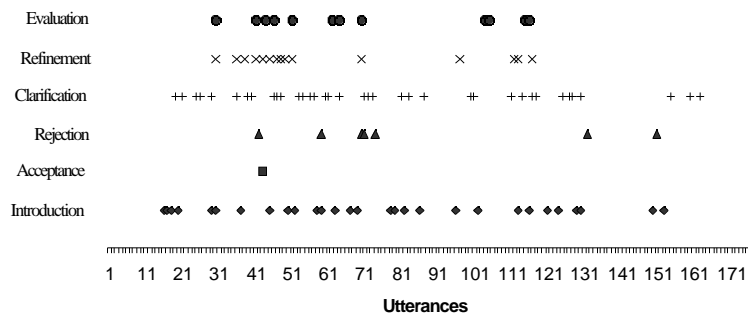 Evaluation
Refinement
Clarification
Rejection
Acceptance
Introduction
1 11 21 31 41 51 61 71 81 91 101 111 121 131 141 151 161 171
Utterances